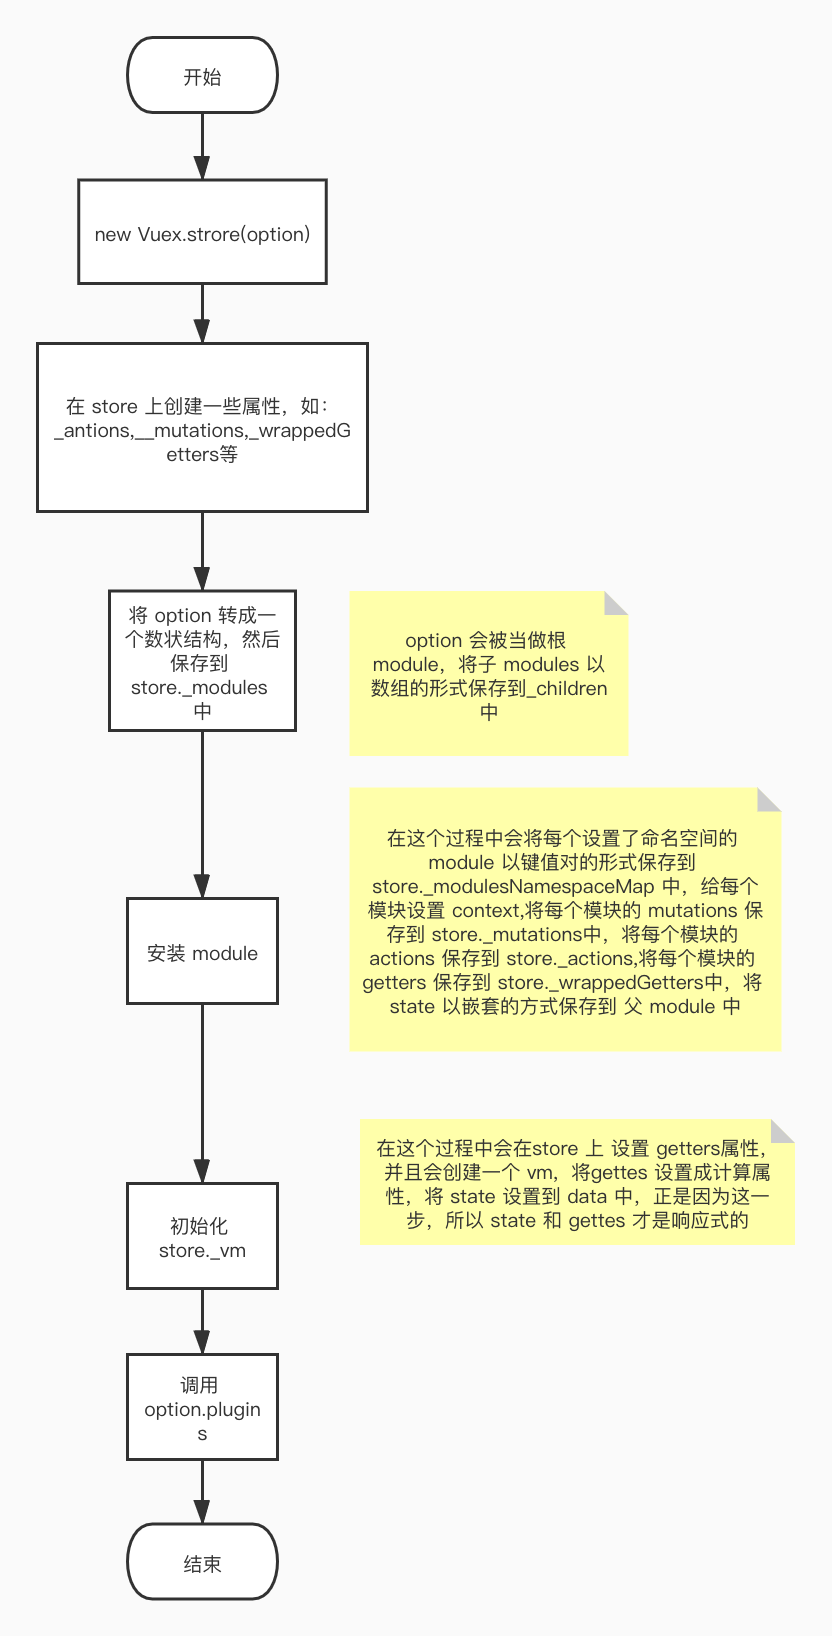 开始
new Vuex.strore(option)
在 store 上创建一些属性，如：
_antions,__mutations,_wrappedG
etters等
将 option 转成一
个数状结构，然后
保存到
store._modules
中
option 会被当做根
module，将子 modules 以
数组的形式保存到_children
中
在这个过程中会将每个设置了命名空间的
module 以键值对的形式保存到
store._modulesNamespaceMap 中，给每个
模块设置 context,将每个模块的 mutations 保
存到 store._mutations中，将每个模块的
actions 保存到 store._actions,将每个模块的
getters 保存到 store._wrappedGetters中，将
state 以嵌套的方式保存到 父 module 中
安装 module
在这个过程中会在store 上 设置 getters属性，
并且会创建一个 vm，将gettes 设置成计算属
性，将 state 设置到 data 中，正是因为这一
步，所以 state 和 gettes 才是响应式的
初始化
store._vm
调用
option.plugin
s
结束